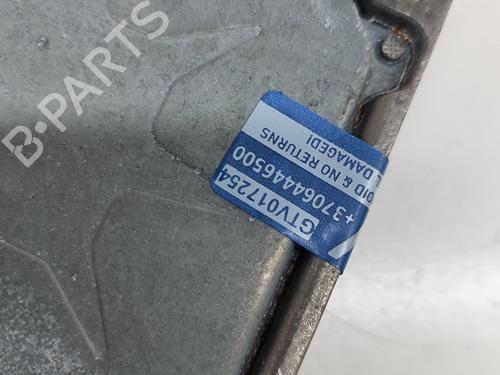 B-PARTS
OID & NO RETURNS
DAMAGED!
GTV017254
+37064446500